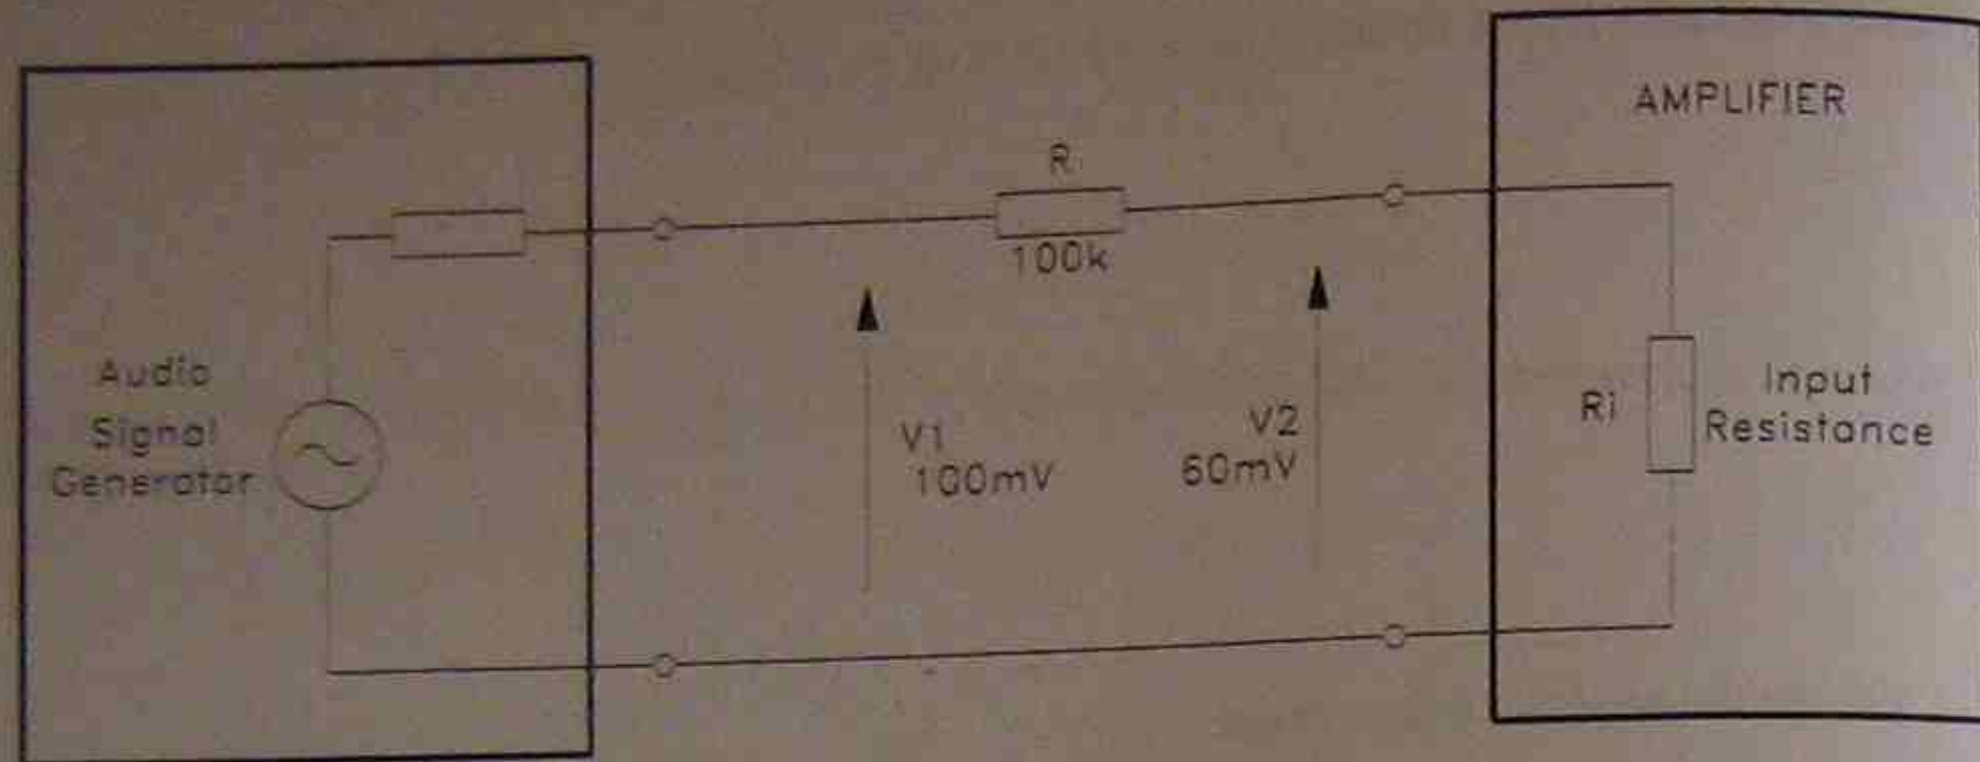 AMPLIFIER
R
100k
Audio
Signal
Generator
V1
100mV
V2
60mV
Ri
Input
Resistance